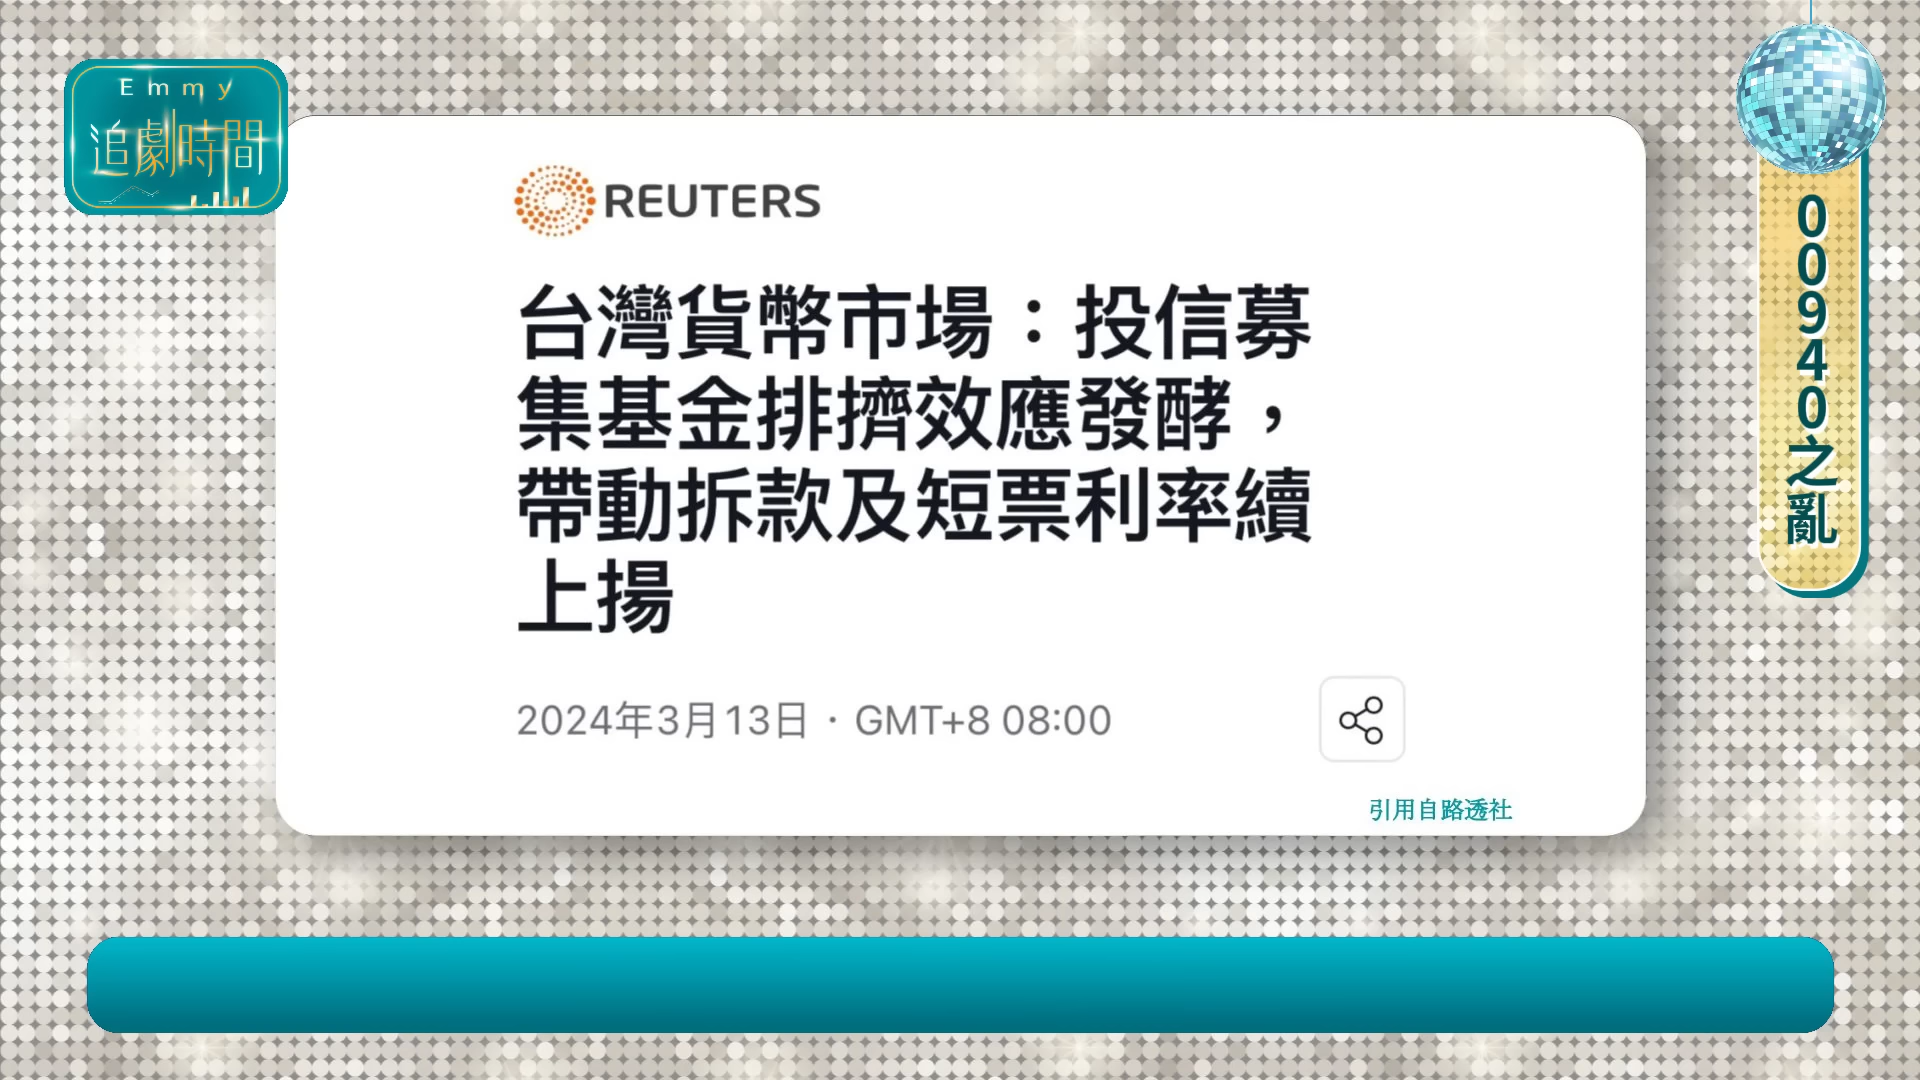 Emmy
追劇時間
REUTERS
台灣貨幣市場：投信募
集基金排擠效應發酵，
帶動拆款及短票利率續
上揚
2024年3月13日 · GMT+8 08:00
引用自路透社
00940之亂